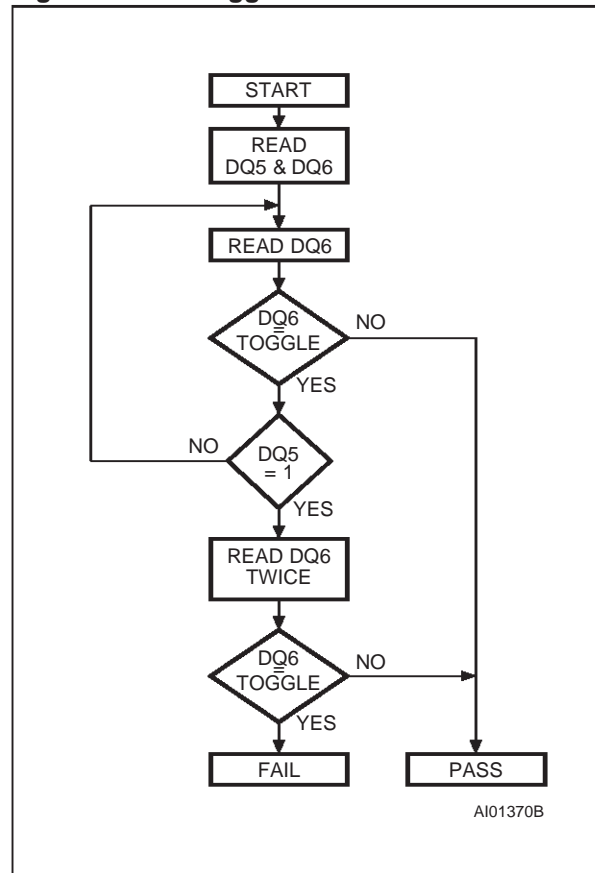 START
READ
DQ5 & DQ6
READ DQ6
DQ6
=
TOGGLE
NO
YES
NO
DQ5
= 1
YES
READ DQ6
TWICE
DQ6
=
TOGGLE
NO
YES
FAIL
PASS
AI01370B